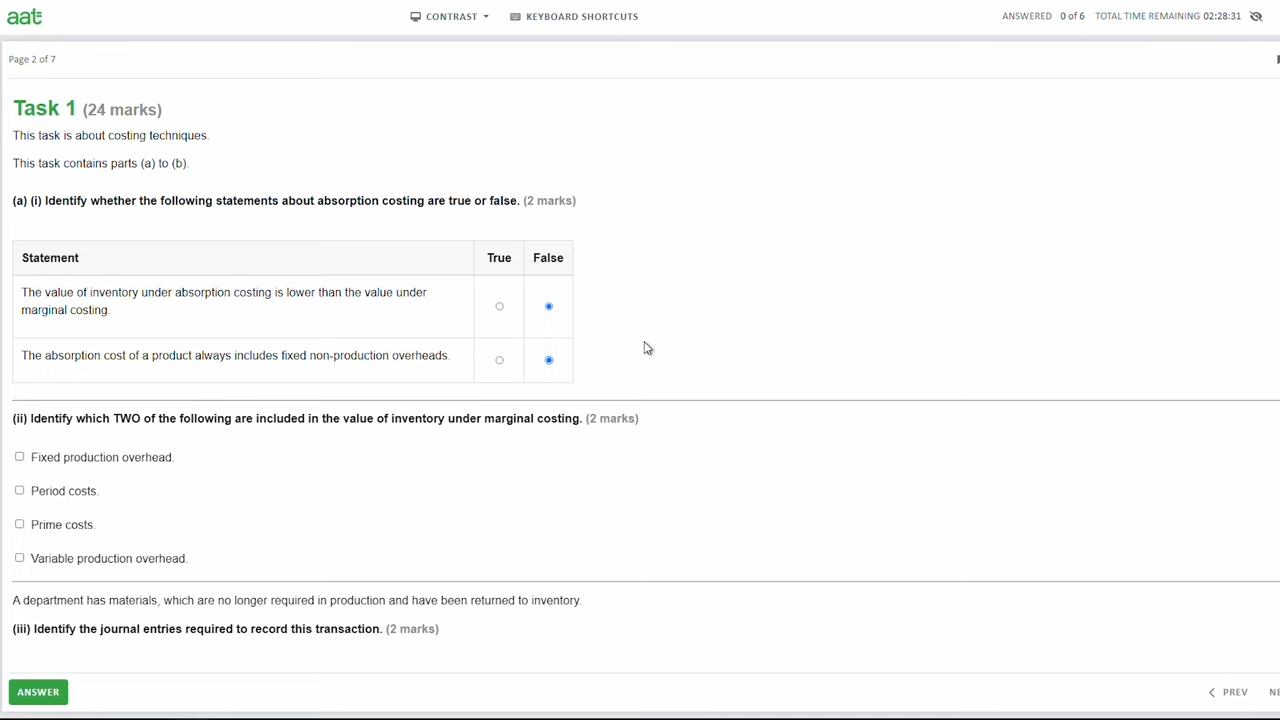 aat
CONTRAST
KEYBOARD SHORTCUTS
ANSWERED 0 of 6 TOTAL TIME REMAINING 02:28:31
Page 2 of 7
Task 1 (24 marks)
This task is about costing techniques.
This task contains parts (a) to (b).
(a) (i) Identify whether the following statements about absorption costing are true or false. (2 marks)
Statement True False
The value of inventory under absorption costing is lower than the value under
marginal costing.
The absorption cost of a product always includes fixed non-production overheads.
(ii) Identify which TWO of the following are included in the value of inventory under marginal costing. (2 marks)
Fixed production overhead.
Period costs.
Prime costs.
Variable production overhead.
A department has materials, which are no longer required in production and have been returned to inventory.
(iii) Identify the journal entries required to record this transaction. (2 marks)
ANSWER
PREV
NE